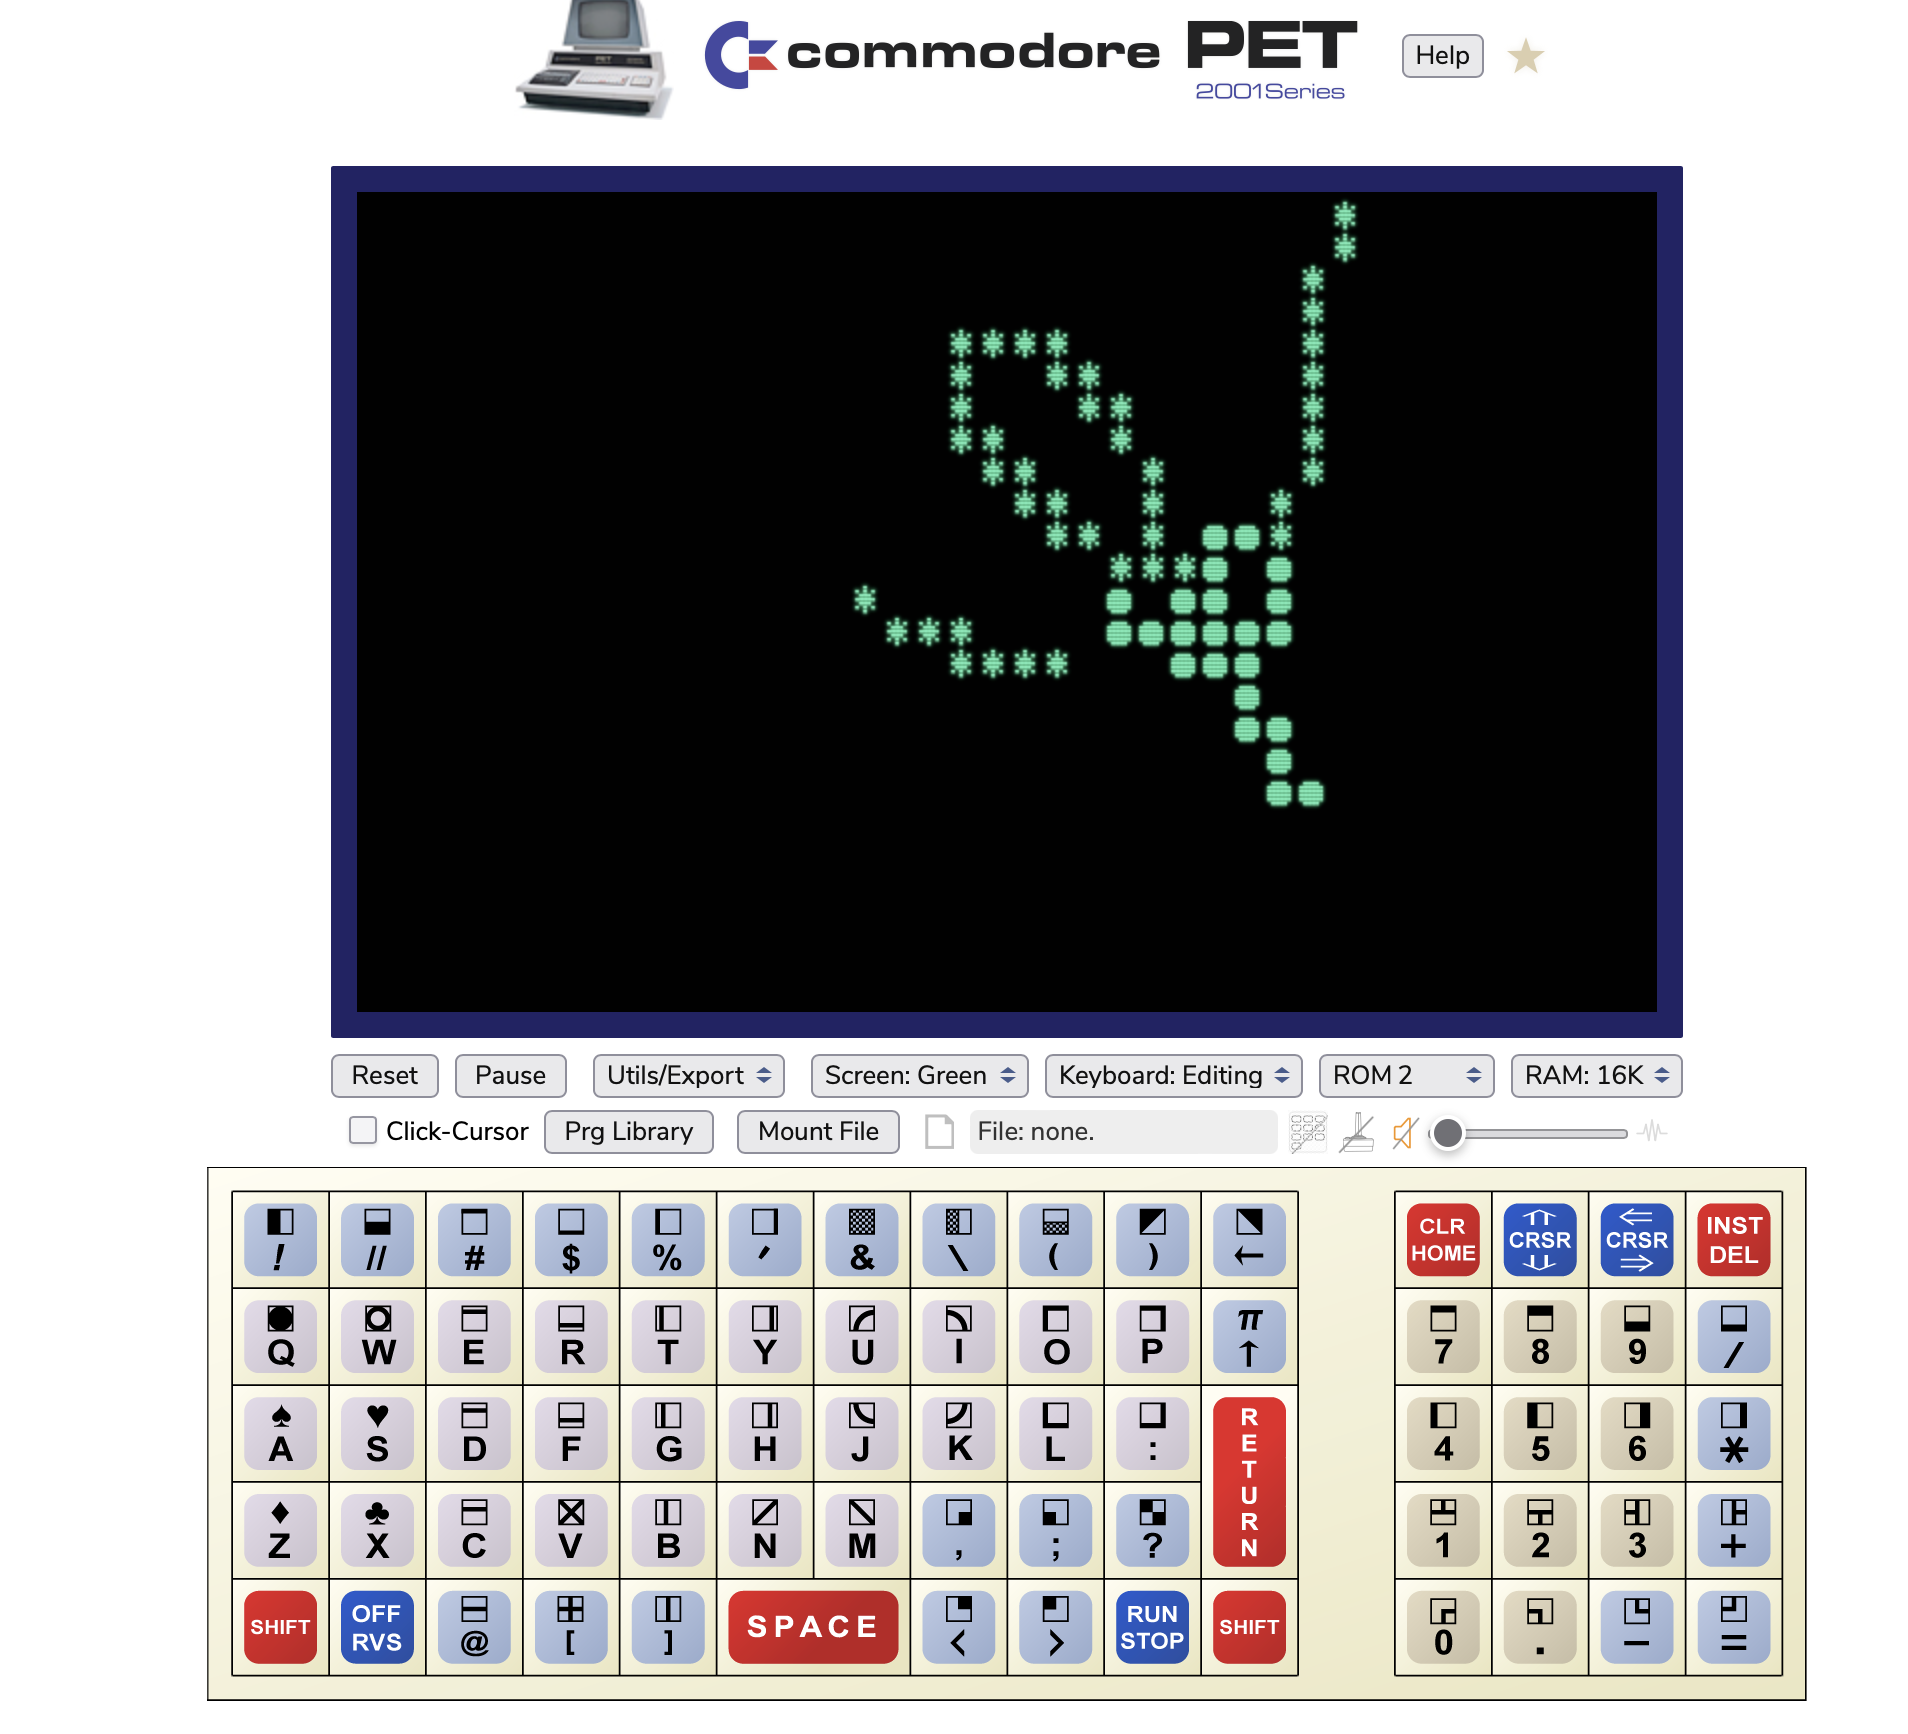 commodore PET
2001Series
Help
Reset Pause Utils/Export Screen: Green Keyboard: Editing ROM 2 RAM: 16K
Click-Cursor Prg Library Mount File File: none.
! // # $ % ′ & \ ( ) ←
CLR HOME CRSR CRSR INST DEL
Q W E R T Y U I O P π ↑
7 8 9 /
A S D F G H J K L : RETURN
4 5 6 *
Z X C V B N M , ; ?
1 2 3 +
SHIFT OFF RVS @ [ ] SPACE < > RUN STOP SHIFT
0 . − =